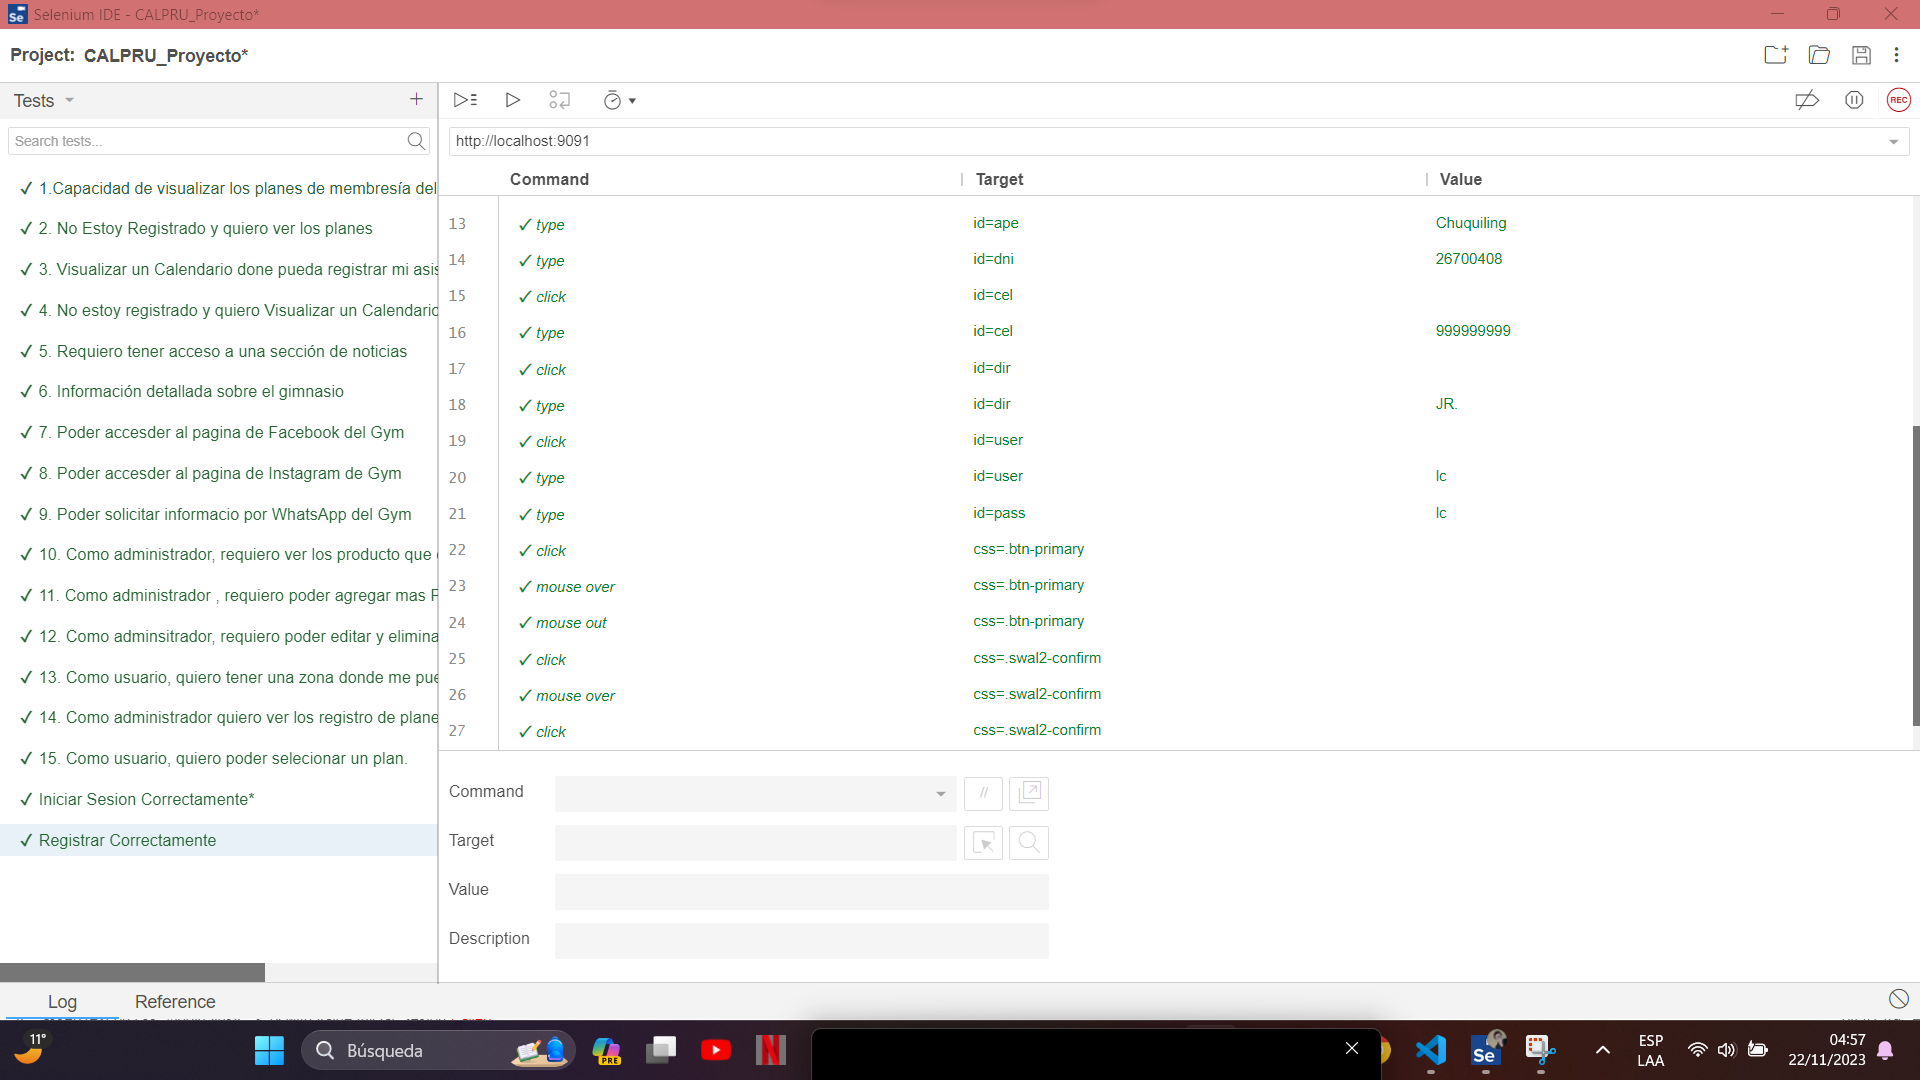 Selenium IDE - CALPRU_Proyecto*
Project: CALPRU_Proyecto*
Tests
Search tests...
http://localhost:9091
REC
Command Target Value
✓ 1.Capacidad de visualizar los planes de membresía del
✓ 2. No Estoy Registrado y quiero ver los planes
✓ 3. Visualizar un Calendario done pueda registrar mi asis
✓ 4. No estoy registrado y quiero Visualizar un Calendario
✓ 5. Requiero tener acceso a una sección de noticias
✓ 6. Información detallada sobre el gimnasio
✓ 7. Poder accesder al pagina de Facebook del Gym
✓ 8. Poder accesder al pagina de Instagram de Gym
✓ 9. Poder solicitar informacio por WhatsApp del Gym
✓ 10. Como administrador, requiero ver los producto que
✓ 11. Como administrador , requiero poder agregar mas
✓ 12. Como adminsitrador, requiero poder editar y elimina
✓ 13. Como usuario, quiero tener una zona donde me pue
✓ 14. Como administrador quiero ver los registro de plane
✓ 15. Como usuario, quiero poder selecionar un plan.
✓ Iniciar Sesion Correctamente*
✓ Registrar Correctamente
13 ✓ type id=ape Chuquiling
14 ✓ type id=dni 26700408
15 ✓ click id=cel
16 ✓ type id=cel 999999999
17 ✓ click id=dir
18 ✓ type id=dir JR.
19 ✓ click id=user
20 ✓ type id=user lc
21 ✓ type id=pass lc
22 ✓ click css=.btn-primary
23 ✓ mouse over css=.btn-primary
24 ✓ mouse out css=.btn-primary
25 ✓ click css=.swal2-confirm
26 ✓ mouse over css=.swal2-confirm
27 ✓ click css=.swal2-confirm
Command //
Target
Value
Description
Log Reference
11°
Búsqueda
PRE
Se
ESP
LAA
04:57
22/11/2023